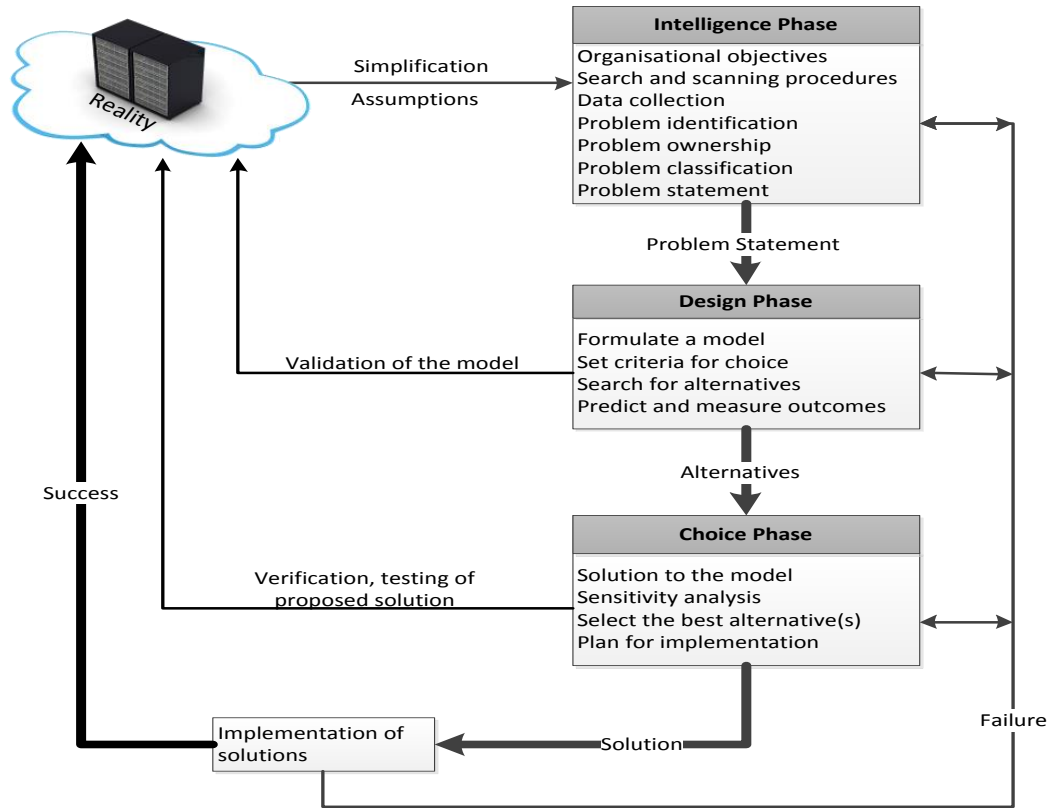 Reality
Simplification
Assumptions
Intelligence Phase
Organisational objectives
Search and scanning procedures
Data collection
Problem identification
Problem ownership
Problem classification
Problem statement
Problem Statement
Design Phase
Formulate a model
Set criteria for choice
Search for alternatives
Predict and measure outcomes
Validation of the model
Alternatives
Success
Choice Phase
Solution to the model
Sensitivity analysis
Select the best alternative(s)
Plan for implementation
Verification, testing of
proposed solution
Failure
Implementation of
solutions
Solution